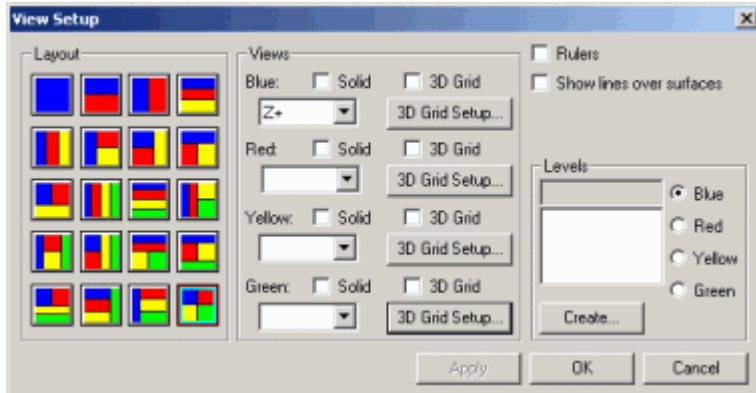 View Setup
Layout
Views
Blue: Solid 3D Grid
Z+ 3D Grid Setup...
Red: Solid 3D Grid
3D Grid Setup...
Yellow: Solid 3D Grid
3D Grid Setup...
Green: Solid 3D Grid
3D Grid Setup...
Rulers
Show lines over surfaces
Levels
Blue
Red
Yellow
Green
Create...
Apply OK Cancel